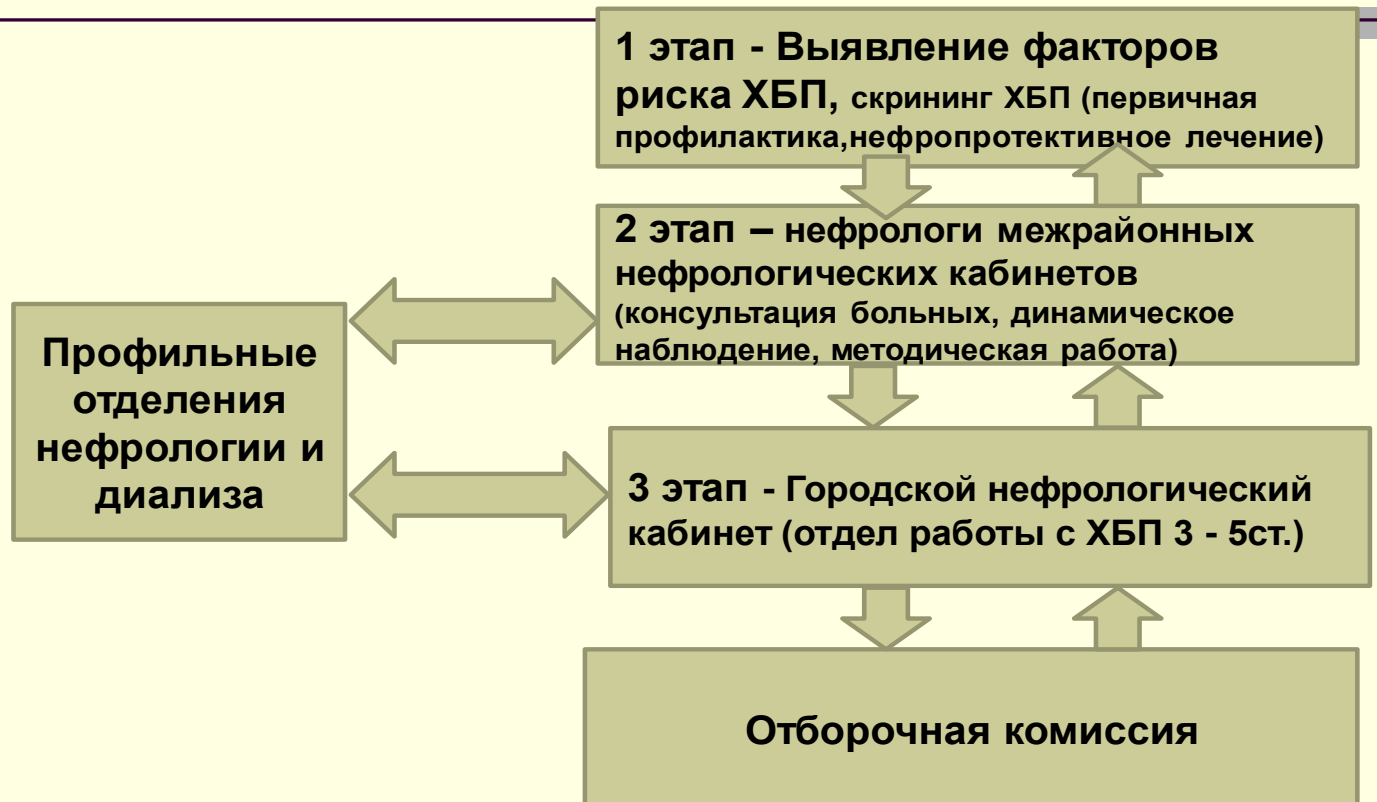 1 этап - Выявление факторов
риска ХБП, скрининг ХБП (первичная
профилактика,нефропротективное лечение)
2 этап – нефрологи межрайонных
нефрологических кабинетов
(консультация больных, динамическое
наблюдение, методическая работа)
Профильные
отделения
нефрологии и
диализа
3 этап - Городской нефрологический
кабинет (отдел работы с ХБП 3 - 5ст.)
Отборочная комиссия